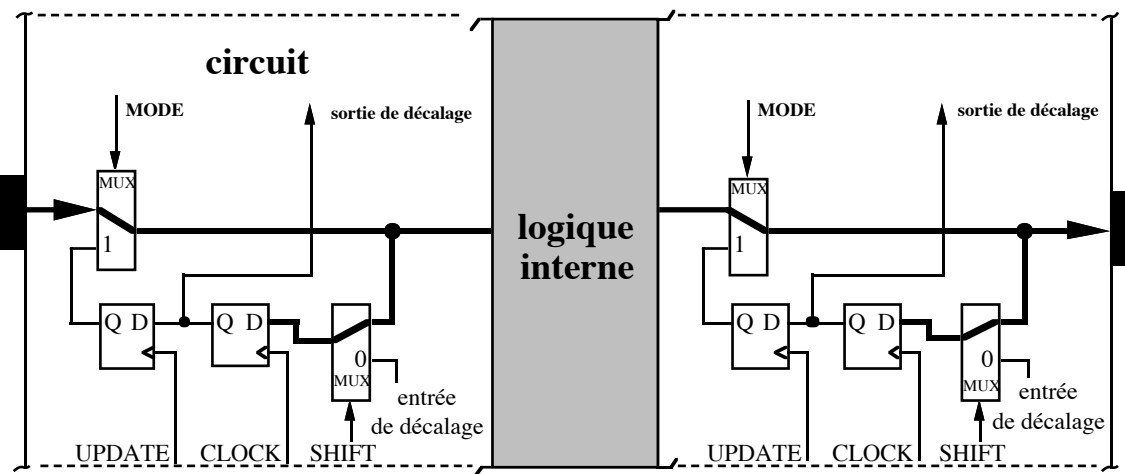 circuit
MODE
sortie de décalage
MUX
1
Q D
Q D
0
MUX
entrée
de décalage
UPDATE
CLOCK
SHIFT
logique
interne
MODE
sortie de décalage
MUX
1
Q D
Q D
0
MUX
entrée
de décalage
UPDATE
CLOCK
SHIFT